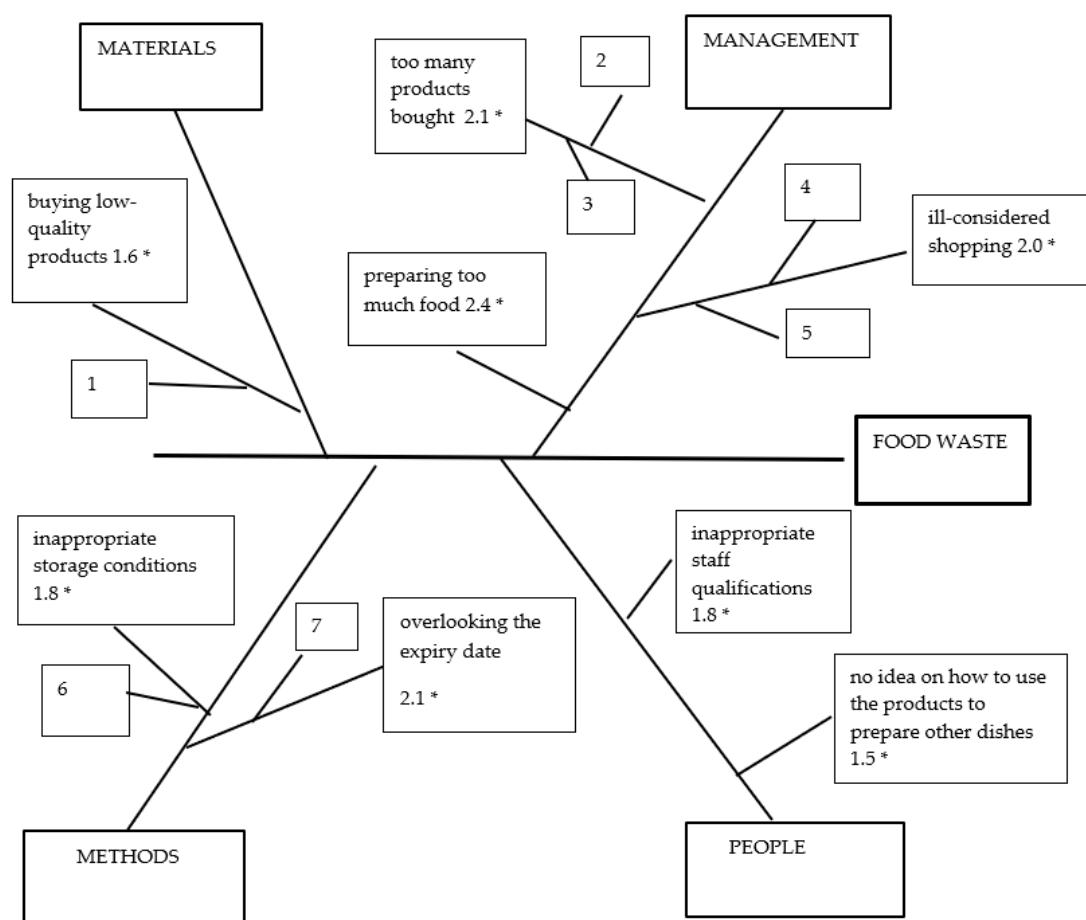 MATERIALS
too many
products
bought 2.1 *
2
MANAGEMENT
3
4
buying low-
quality
products 1.6 *
ill-considered
shopping 2.0 *
preparing too
much food 2.4 *
5
1
FOOD WASTE
inappropriate
storage conditions
1.8 *
inappropriate
staff
qualifications
1.8 *
7
overlooking the
expiry date
2.1 *
6
no idea on how to use
the products to
prepare other dishes
1.5 *
METHODS
PEOPLE